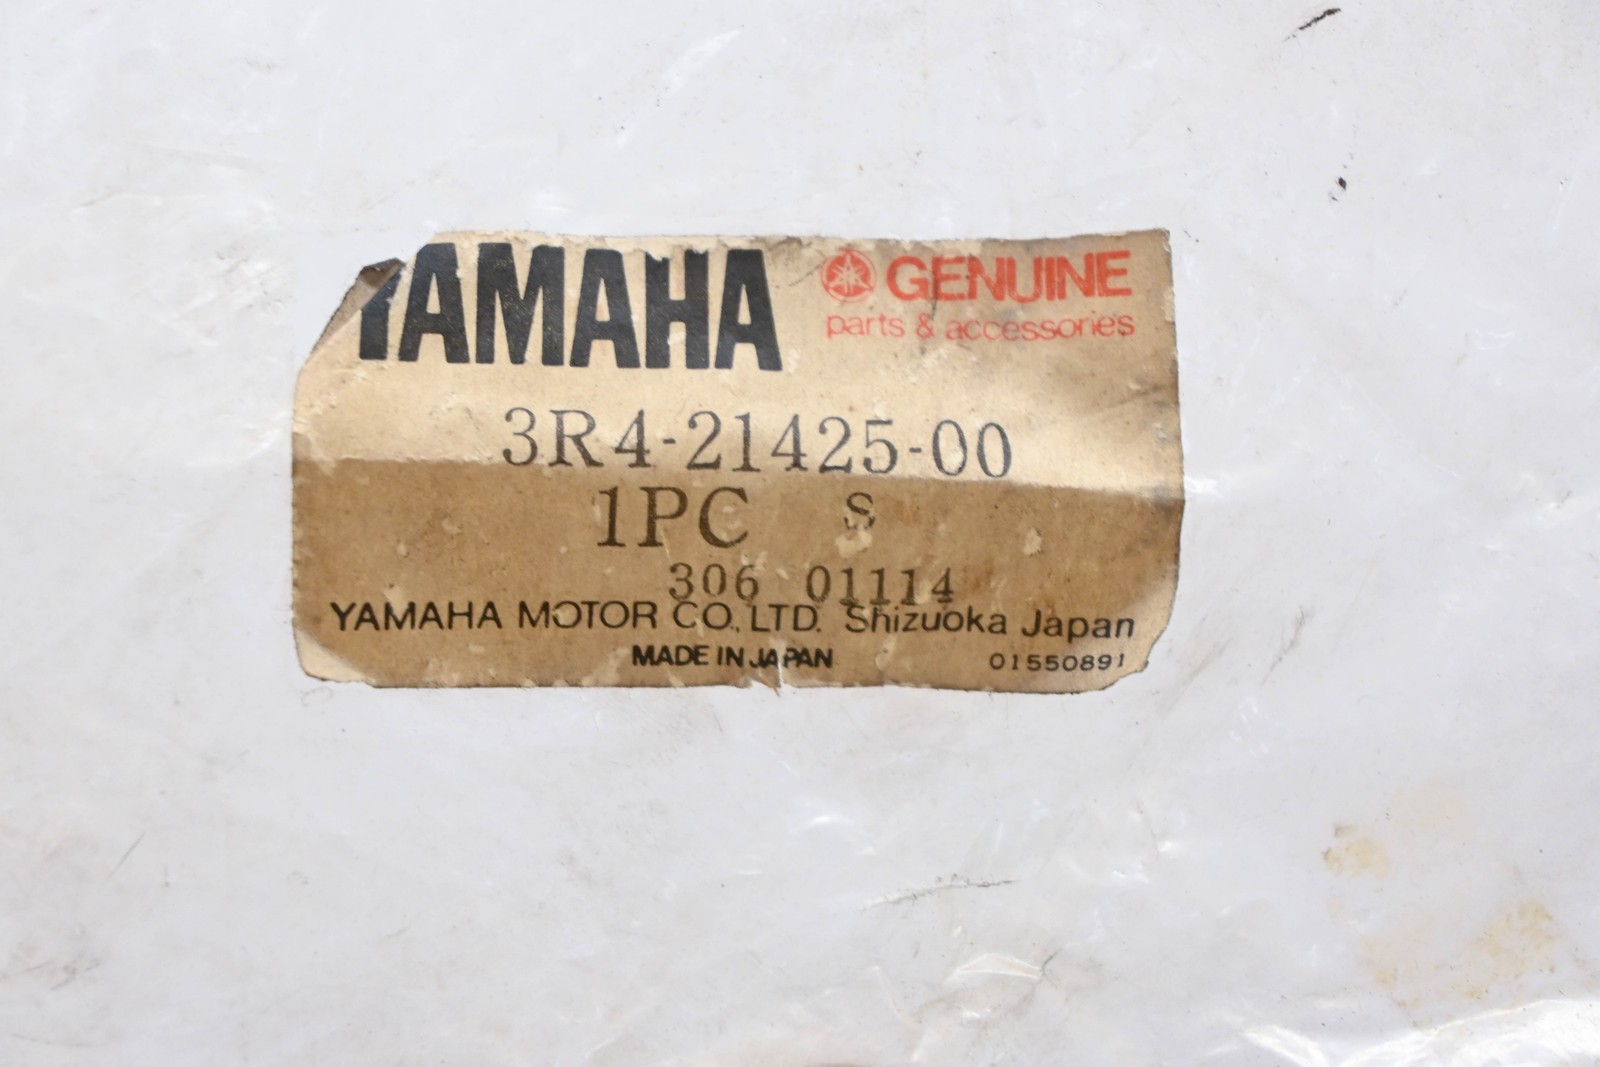 YAMAHA GENUINE
parts & accessories
3R4-21425-00
1PC S
306 01114
YAMAHA MOTOR CO., LTD. Shizuoka Japan
MADE IN JAPAN 01550891